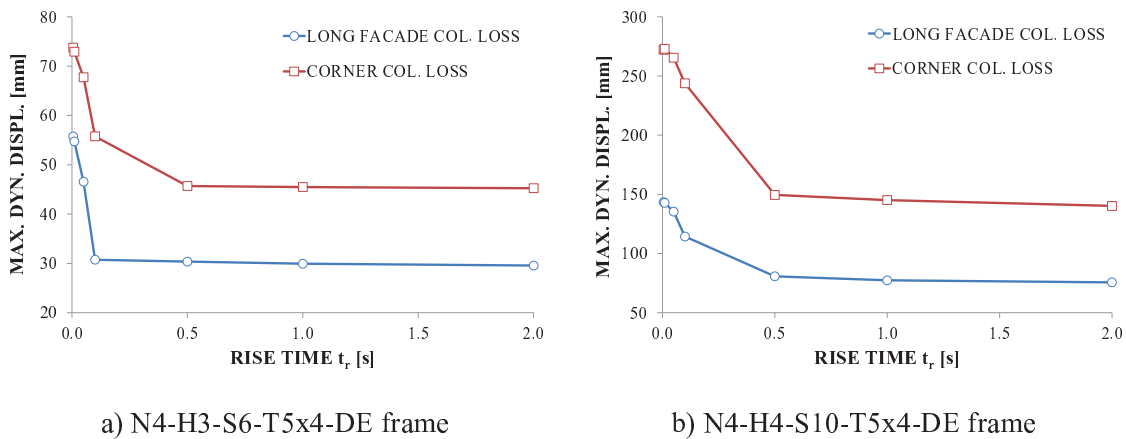 MAX. DYN. DISPL. [mm]
80
70
60
50
40
30
20
0.0 0.5 1.0 1.5 2.0
RISE TIME tr [s]
LONG FACADE COL. LOSS
CORNER COL. LOSS
a) N4-H3-S6-T5x4-DE frame
MAX. DYN. DISPL. [mm]
300
250
200
150
100
50
0.0 0.5 1.0 1.5 2.0
RISE TIME tr [s]
LONG FACADE COL. LOSS
CORNER COL. LOSS
b) N4-H4-S10-T5x4-DE frame